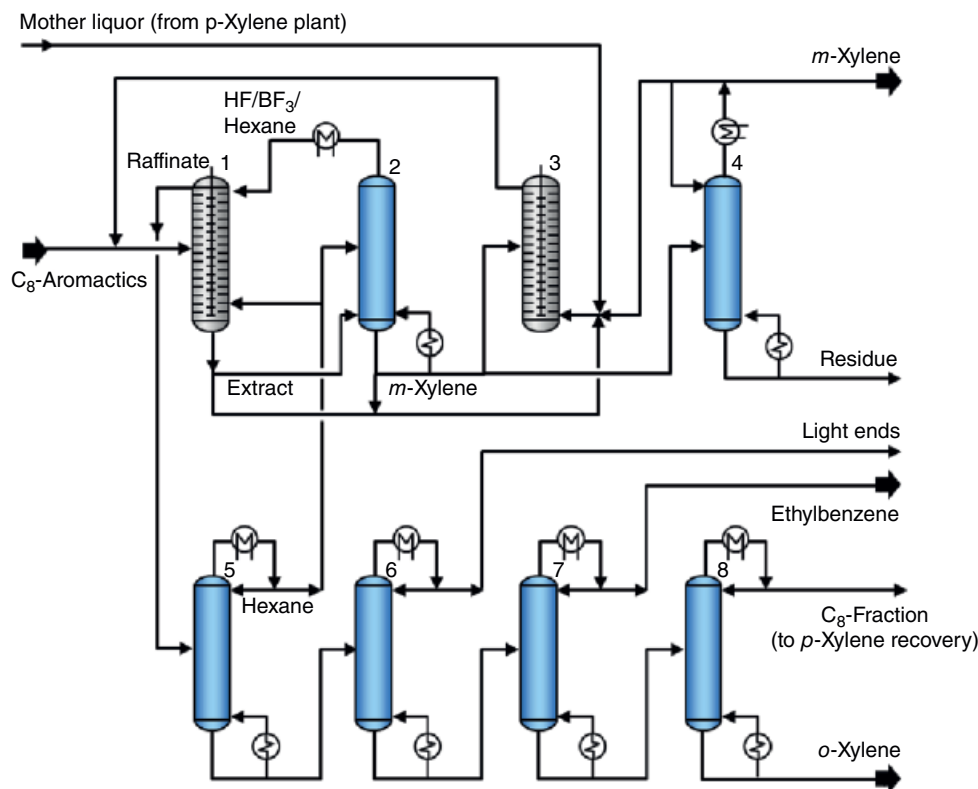 Mother liquor (from p-Xylene plant)
m-Xylene
HF/BF₃/
Hexane
Raffinate 1
2
3
4
C₈-Aromactics
Extract
m-Xylene
Residue
Light ends
Ethylbenzene
5
6
7
8
Hexane
C₈-Fraction
(to p-Xylene recovery)
o-Xylene